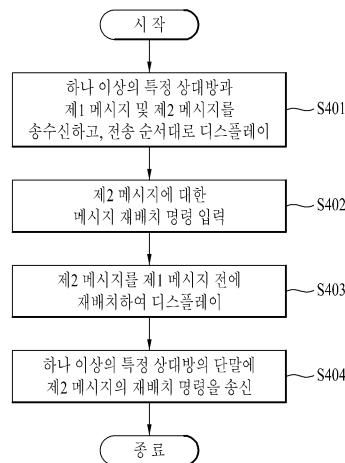 시 작
하나 이상의 특정 상대방과
제1 메시지 및 제2 메시지를
송수신하고, 전송 순서대로 디스플레이
S401
제2 메시지에 대한
메시지 재배치 명령 입력
S402
제2 메시지를 제1 메시지 전에
재배치하여 디스플레이
S403
하나 이상의 특정 상대방의 단말에
제2 메시지의 재배치 명령을 송신
S404
종 료